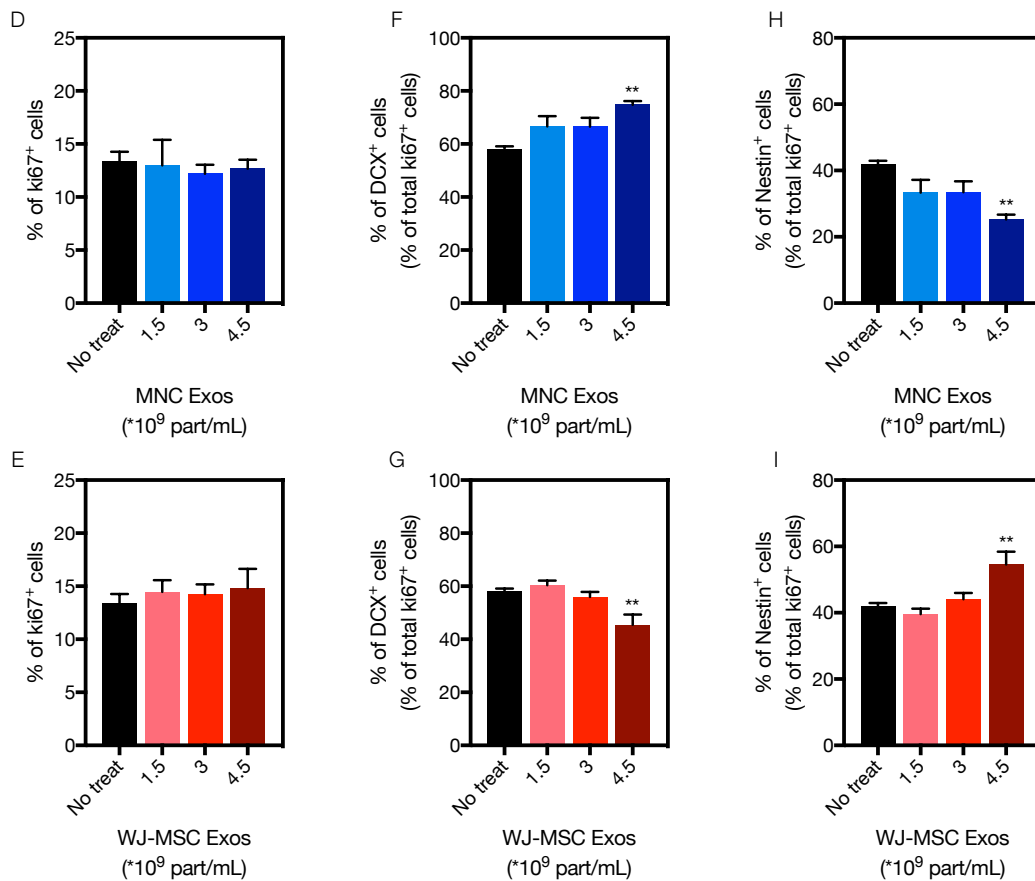 D
% of ki67⁺ cells
25
20
15
10
5
0
No treat
1.5
3
4.5
MNC Exos
(*10⁹ part/mL)
F
% of DCX⁺ cells
(% of total ki67⁺ cells)
100
80
60
40
20
0
**
No treat
1.5
3
4.5
MNC Exos
(*10⁹ part/mL)
H
% of Nestin⁺ cells
(% of total ki67⁺ cells)
80
60
40
20
0
**
No treat
1.5
3
4.5
MNC Exos
(*10⁹ part/mL)
E
% of ki67⁺ cells
25
20
15
10
5
0
No treat
1.5
3
4.5
WJ-MSC Exos
(*10⁹ part/mL)
G
% of DCX⁺ cells
(% of total ki67⁺ cells)
100
80
60
40
20
0
**
No treat
1.5
3
4.5
WJ-MSC Exos
(*10⁹ part/mL)
I
% of Nestin⁺ cells
(% of total ki67⁺ cells)
80
60
40
20
0
**
No treat
1.5
3
4.5
WJ-MSC Exos
(*10⁹ part/mL)